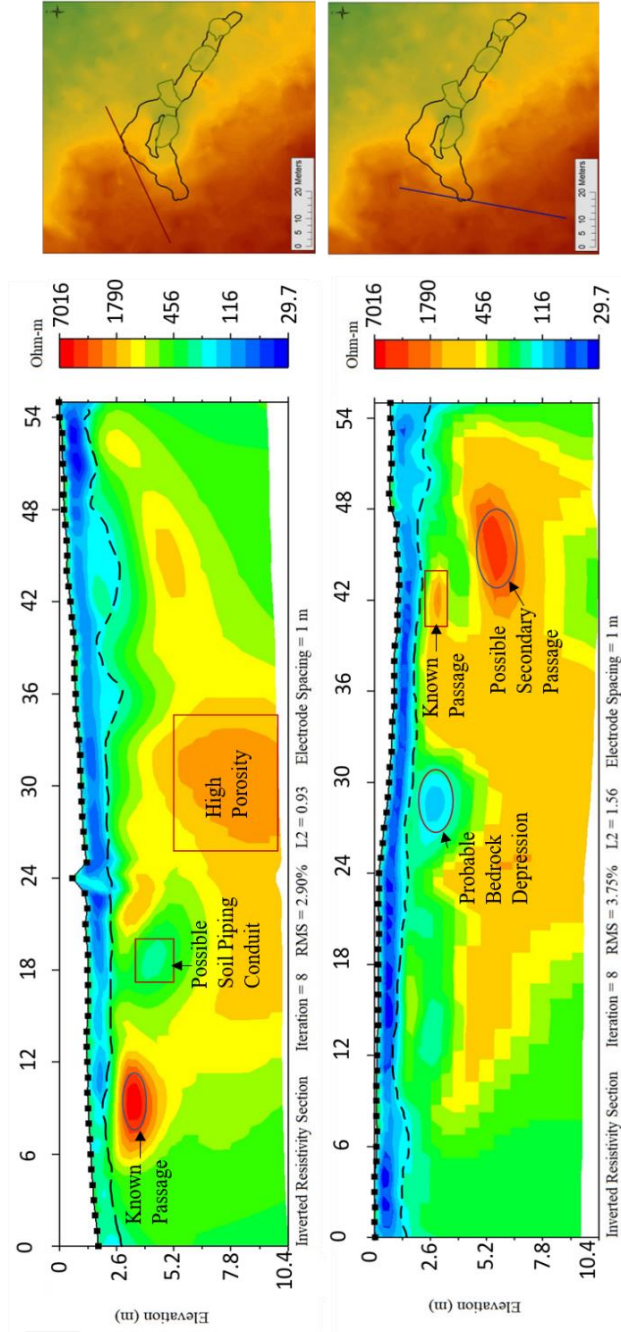 0 5 10 20 Meters
Ohm-m
7016
1790
456
116
29.7
0 6 12 18 24 30 36 42 48 54
0
2.6
5.2
7.8
10.4
Elevation (m)
Known
Passage
Possible
Soil Piping
Conduit
High
Porosity
Inverted Resistivity Section Iteration = 8 RMS = 2.90% L2 = 0.93 Electrode Spacing = 1 m
0 5 10 20 Meters
Ohm-m
7016
1790
456
116
29.7
0 6 12 18 24 30 36 42 48 54
0
2.6
5.2
7.8
10.4
Elevation (m)
Probable
Bedrock
Depression
Known
Passage
Possible
Secondary
Passage
Inverted Resistivity Section Iteration = 8 RMS = 3.75% L2 = 1.56 Electrode Spacing = 1 m